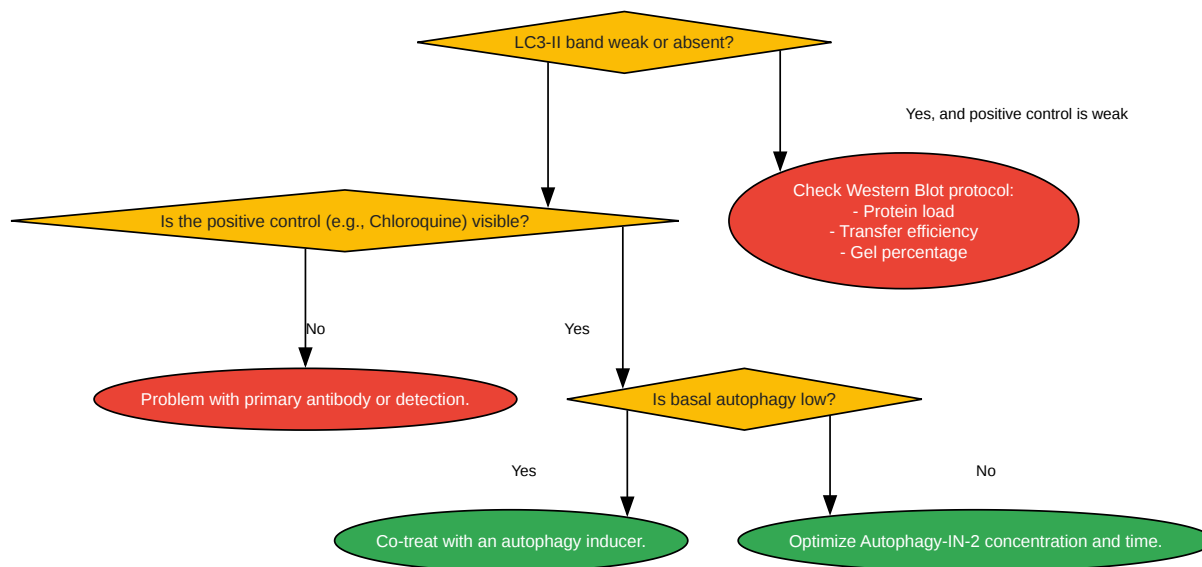 LC3-II band weak or absent?
Yes, and positive control is weak
Check Western Blot protocol:
- Protein load
- Transfer efficiency
- Gel percentage
Is the positive control (e.g., Chloroquine) visible?
No
Yes
Problem with primary antibody or detection.
Is basal autophagy low?
Yes
No
Co-treat with an autophagy inducer.
Optimize Autophagy-IN-2 concentration and time.